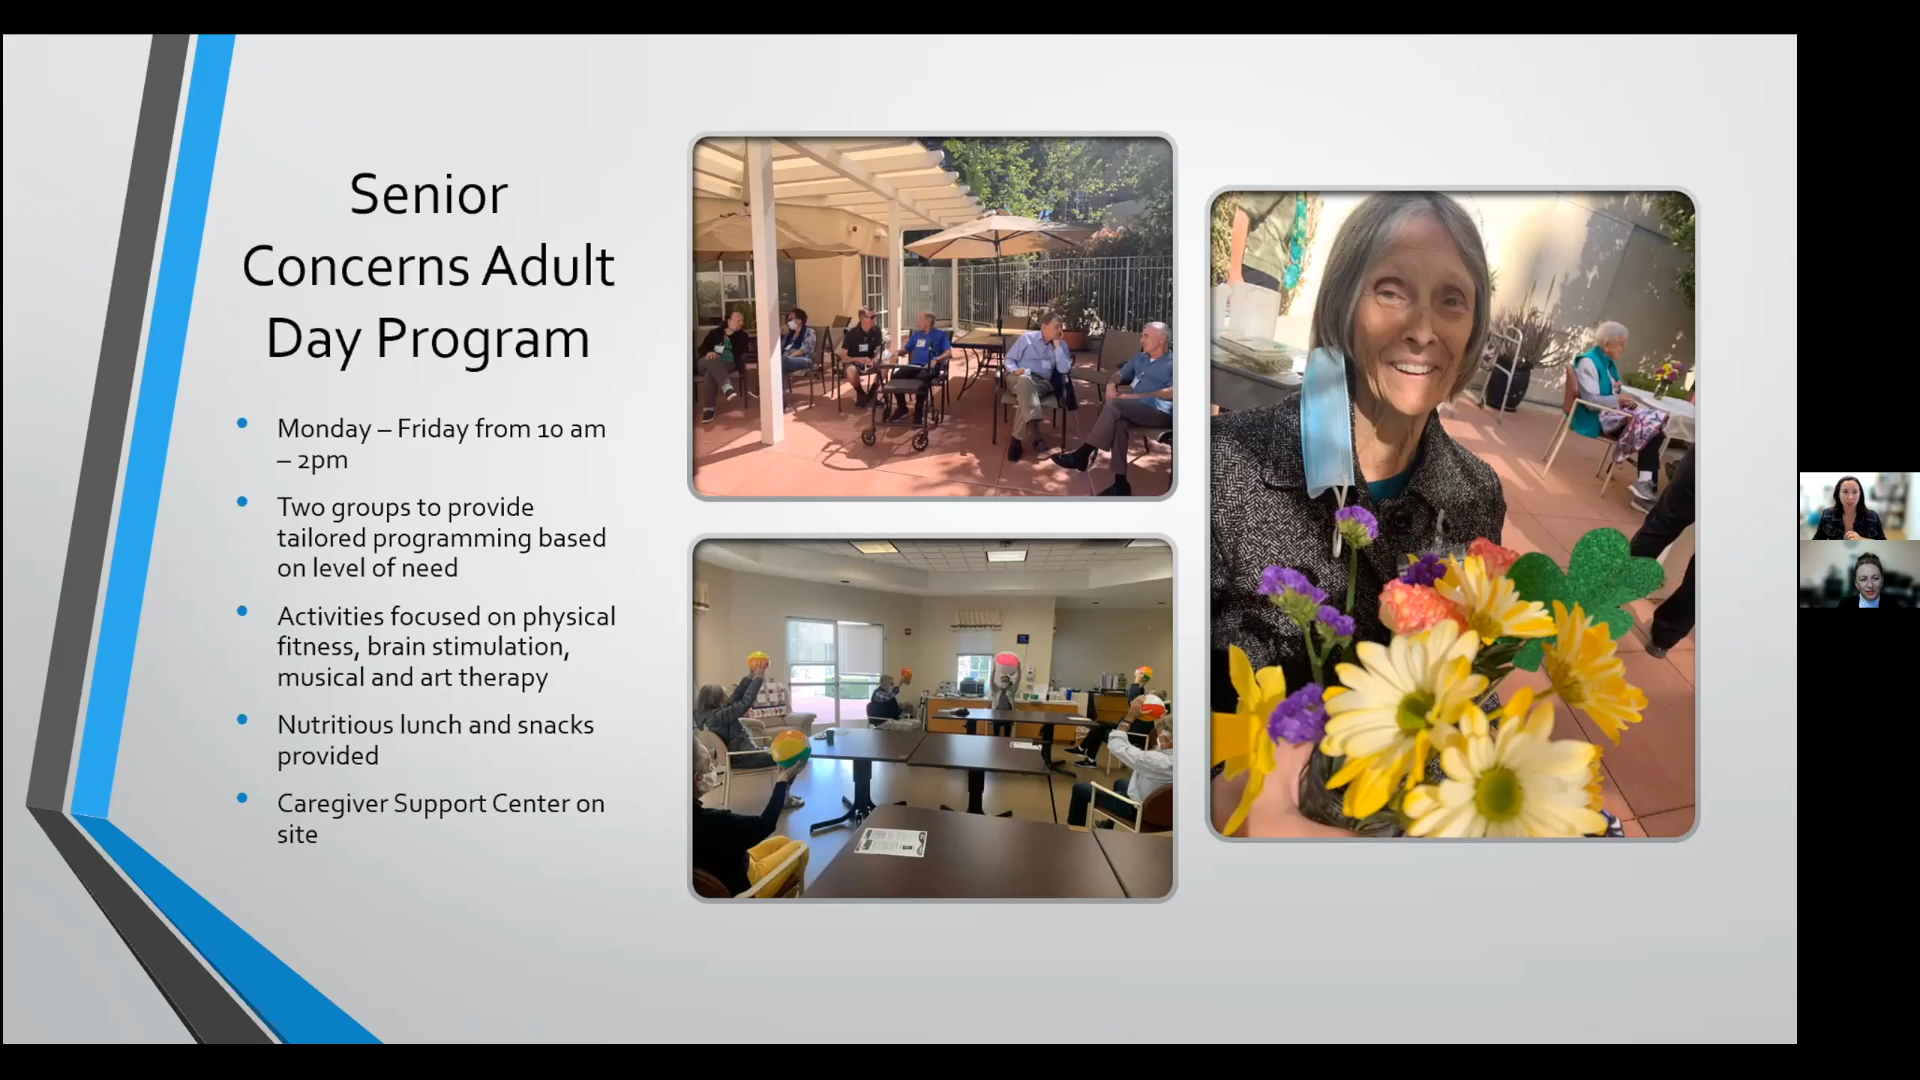 Senior
Concerns Adult
Day Program
Monday – Friday from 10 am
– 2pm
Two groups to provide
tailored programming based
on level of need
Activities focused on physical
fitness, brain stimulation,
musical and art therapy
Nutritious lunch and snacks
provided
Caregiver Support Center on
site